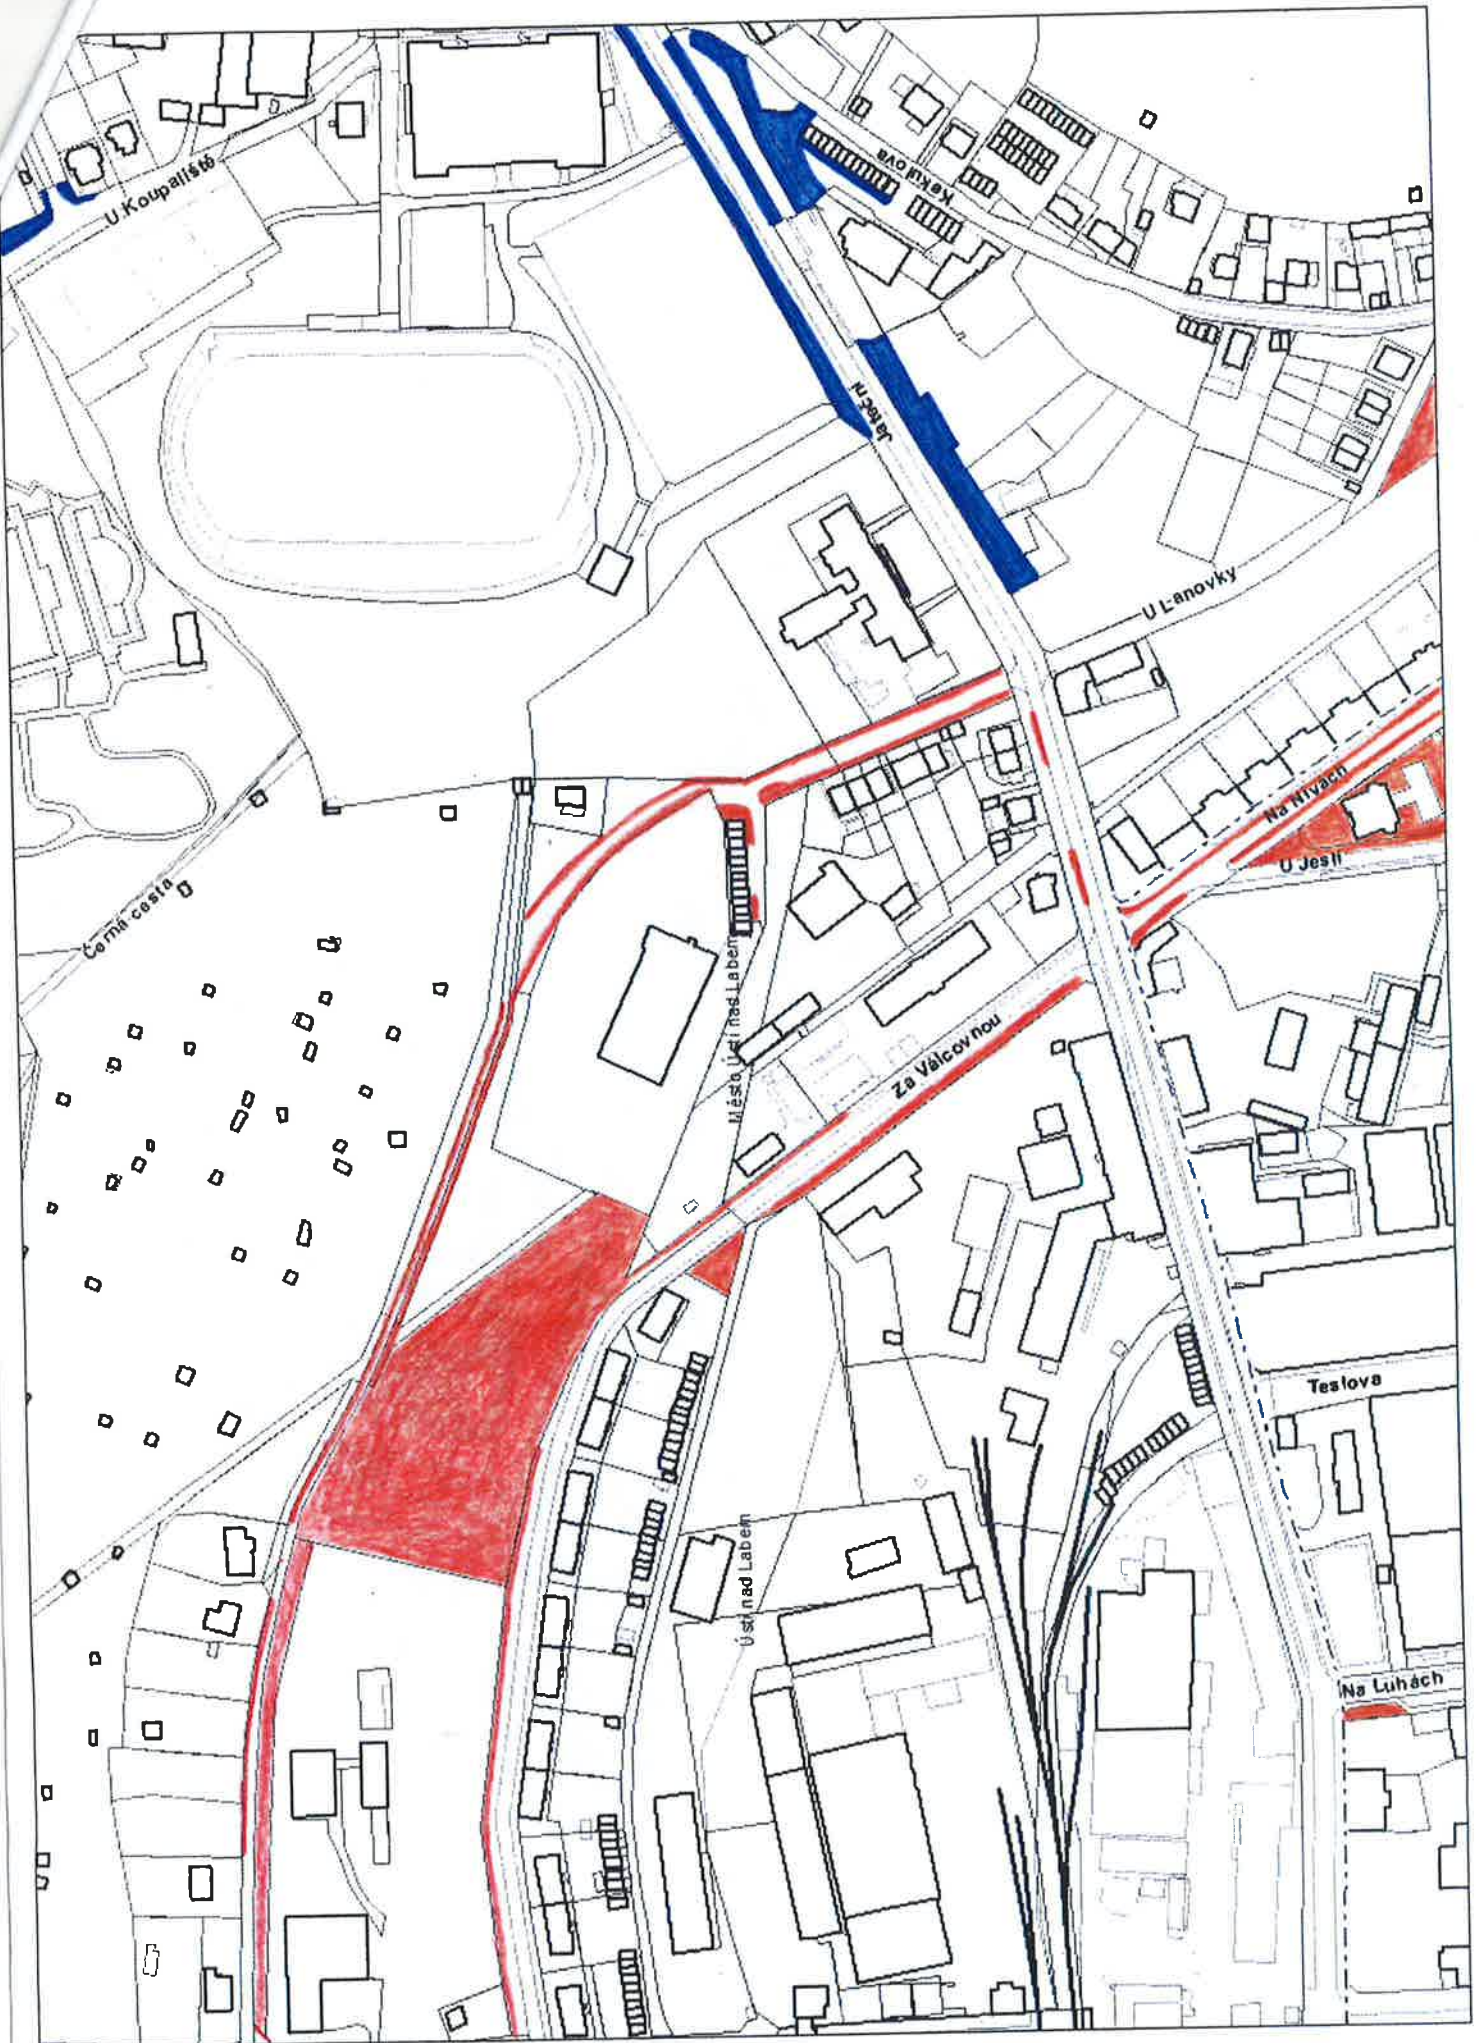 U Koupaliště
Kekulova
Jateční
U Lanovky
Na Nivách
U Jeslí
Černá cesta
Město Ústí nad Labem
Za Válcovnou
Teslova
Ústí nad Labem
Na Luhách